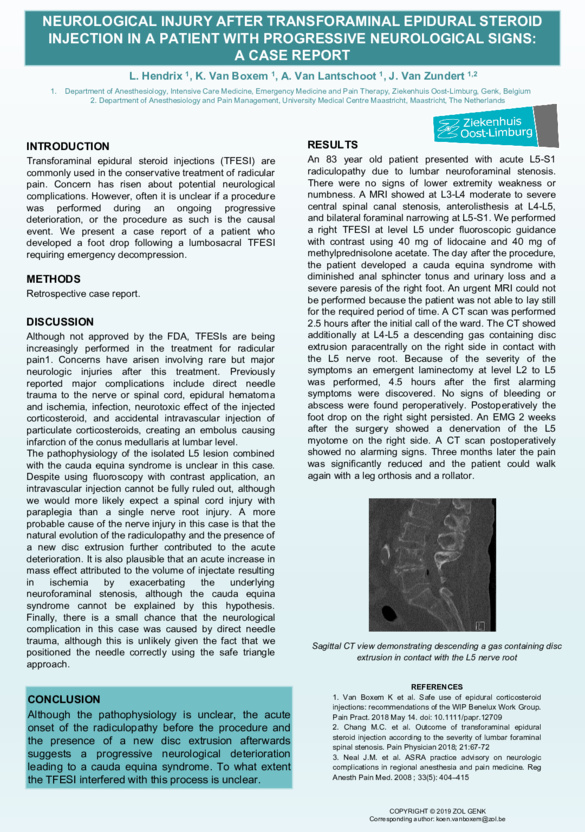 NEUROLOGICAL INJURY AFTER TRANSFORAMINAL EPIDURAL STEROID
INJECTION IN A PATIENT WITH PROGRESSIVE NEUROLOGICAL SIGNS:
A CASE REPORT
L. Hendrix ¹, K. Van Boxem ¹, A. Van Lantschoot ¹, J. Van Zundert ¹,²
1. Department of Anesthesiology, Intensive Care Medicine, Emergency Medicine and Pain Therapy, Ziekenhuis Oost-Limburg, Genk, Belgium
2. Department of Anesthesiology and Pain Management, University Medical Centre Maastricht, Maastricht, The Netherlands
Ziekenhuis
Oost-Limburg
INTRODUCTION
Transforaminal epidural steroid injections (TFESI) are
commonly used in the conservative treatment of radicular
pain. Concern has risen about potential neurological
complications. However, often it is unclear if a procedure
was performed during an ongoing progressive
deterioration, or the procedure as such is the causal
event. We present a case report of a patient who
developed a foot drop following a lumbosacral TFESI
requiring emergency decompression.
METHODS
Retrospective case report.
DISCUSSION
Although not approved by the FDA, TFESIs are being
increasingly performed in the treatment for radicular
pain1. Concerns have arisen involving rare but major
neurologic injuries after this treatment. Previously
reported major complications include direct needle
trauma to the nerve or spinal cord, epidural hematoma
and ischemia, infection, neurotoxic effect of the injected
corticosteroid, and accidental intravascular injection of
particulate corticosteroids, creating an embolus causing
infarction of the conus medullaris at lumbar level.
The pathophysiology of the isolated L5 lesion combined
with the cauda equina syndrome is unclear in this case.
Despite using fluoroscopy with contrast application, an
intravascular injection cannot be fully ruled out, although
we would more likely expect a spinal cord injury with
paraplegia than a single nerve root injury. A more
probable cause of the nerve injury in this case is that the
natural evolution of the radiculopathy and the presence of
a new disc extrusion further contributed to the acute
deterioration. It is also plausible that an acute increase in
mass effect attributed to the volume of injectate resulting
in ischemia by exacerbating the underlying
neuroforaminal stenosis, although the cauda equina
syndrome cannot be explained by this hypothesis.
Finally, there is a small chance that the neurological
complication in this case was caused by direct needle
trauma, although this is unlikely given the fact that we
positioned the needle correctly using the safe triangle
approach.
CONCLUSION
Although the pathophysiology is unclear, the acute
onset of the radiculopathy before the procedure and
the presence of a new disc extrusion afterwards
suggests a progressive neurological deterioration
leading to a cauda equina syndrome. To what extent
the TFESI interfered with this process is unclear.
RESULTS
An 83 year old patient presented with acute L5-S1
radiculopathy due to lumbar neuroforaminal stenosis.
There were no signs of lower extremity weakness or
numbness. A MRI showed at L3-L4 moderate to severe
central spinal canal stenosis, anterolisthesis at L4-L5,
and bilateral foraminal narrowing at L5-S1. We performed
a right TFESI at level L5 under fluoroscopic guidance
with contrast using 40 mg of lidocaine and 40 mg of
methylprednisolone acetate. The day after the procedure,
the patient developed a cauda equina syndrome with
diminished anal sphincter tonus and urinary loss and a
severe paresis of the right foot. An urgent MRI could not
be performed because the patient was not able to lay still
for the required period of time. A CT scan was performed
2.5 hours after the initial call of the ward. The CT showed
additionally at L4-L5 a descending gas containing disc
extrusion paracentrally on the right side in contact with
the L5 nerve root. Because of the severity of the
symptoms an emergent laminectomy at level L2 to L5
was performed, 4.5 hours after the first alarming
symptoms were discovered. No signs of bleeding or
abscess were found peroperatively. Postoperatively the
foot drop on the right sight persisted. An EMG 2 weeks
after the surgery showed a denervation of the L5
myotome on the right side. A CT scan postoperatively
showed no alarming signs. Three months later the pain
was significantly reduced and the patient could walk
again with a leg orthosis and a rollator.
Sagittal CT view demonstrating descending a gas containing disc
extrusion in contact with the L5 nerve root
REFERENCES
1. Van Boxem K et al. Safe use of epidural corticosteroid
injections: recommendations of the WIP Benelux Work Group.
Pain Pract. 2018 May 14. doi: 10.1111/papr.12709
2. Chang M.C. et al. Outcome of transforaminal epidural
steroid injection according to the severity of lumbar foraminal
spinal stenosis. Pain Physician 2018; 21:67-72
3. Neal J.M. et al. ASRA practice advisory on neurologic
complications in regional anesthesia and pain medicine. Reg
Anesth Pain Med. 2008 ; 33(5): 404–415
COPYRIGHT © 2019 ZOL GENK
Corresponding author: koen.vanboxem@zol.be